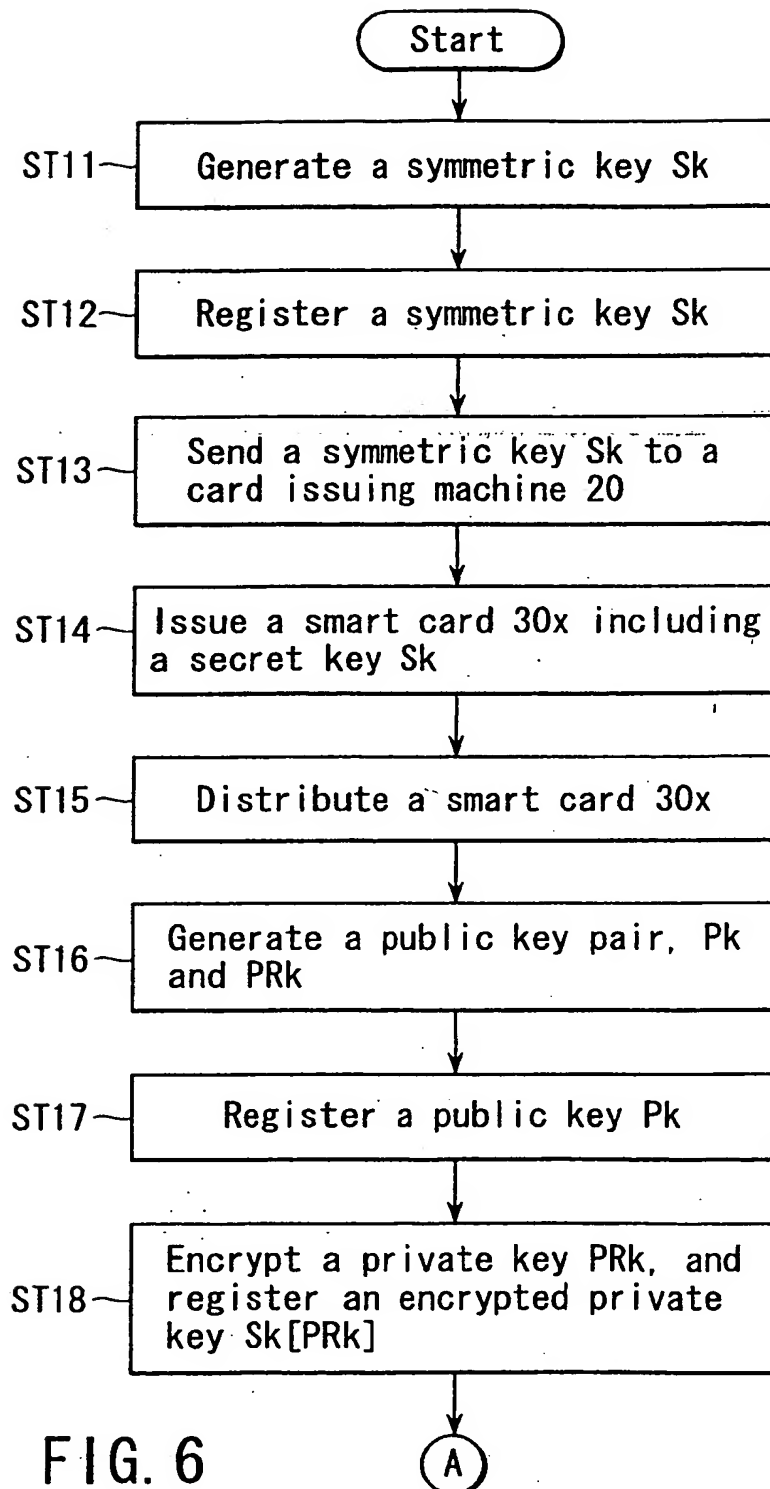 Start
ST11
Generate a symmetric key Sk
ST12
Register a symmetric key Sk
ST13
Send a symmetric key Sk to a
card issuing machine 20
ST14
Issue a smart card 30x including
a secret key Sk
ST15
Distribute a smart card 30x
ST16
Generate a public key pair, Pk
and PRk
ST17
Register a public key Pk
ST18
Encrypt a private key PRk, and
register an encrypted private
key Sk[PRk]
FIG. 6
A